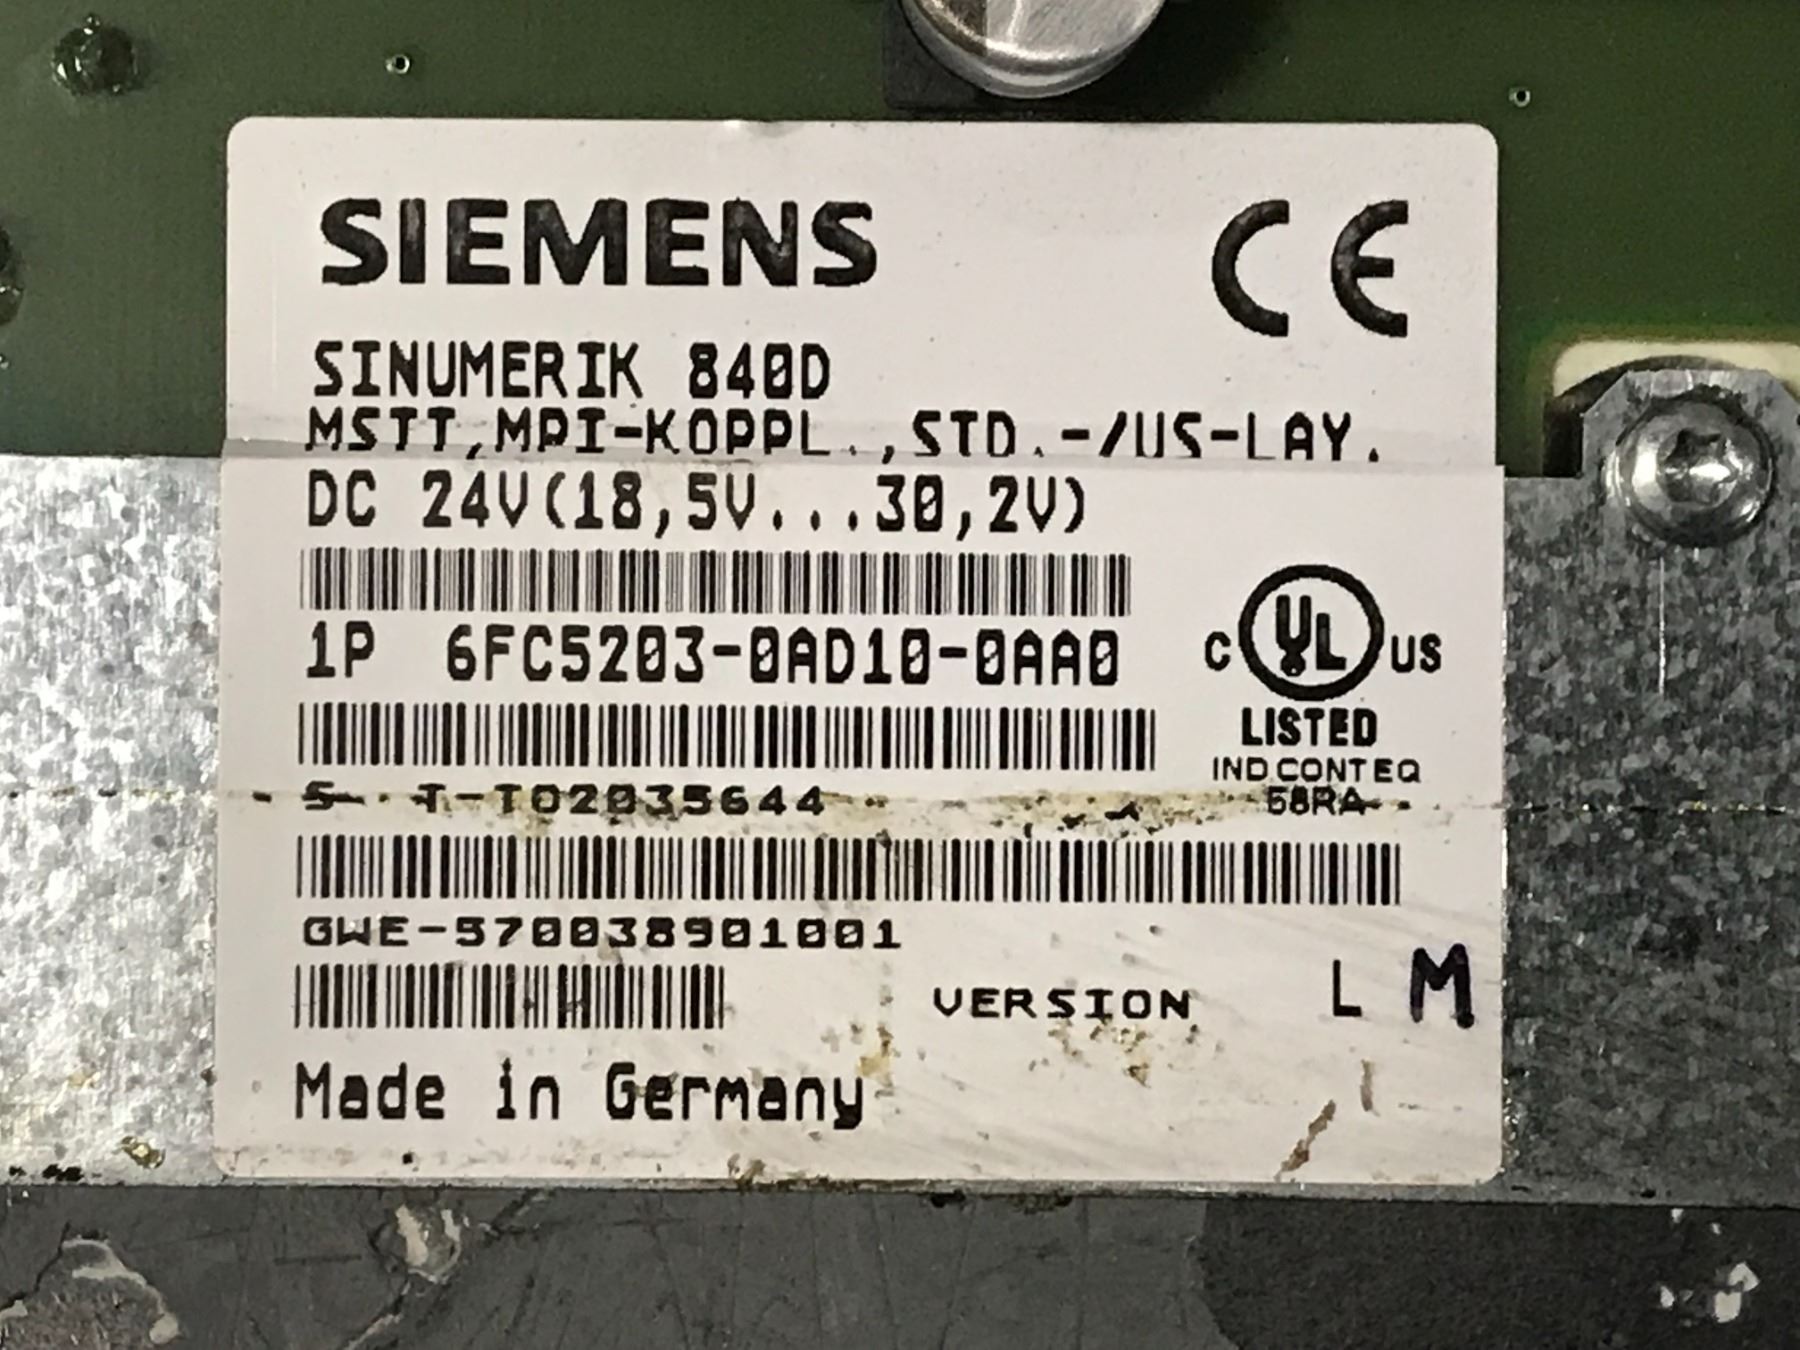 SIEMENS CE
SINUMERIK 840D
MSTT,MPI-KOPPL.,STD.-/US-LAY.
DC 24V(18,5V...30,2V)
1P 6FC5203-0AD10-0AA0
C UL US
LISTED
IND CONT EQ
58RA
S T-T02035644
GWE-570038901001
VERSION L M
Made in Germany